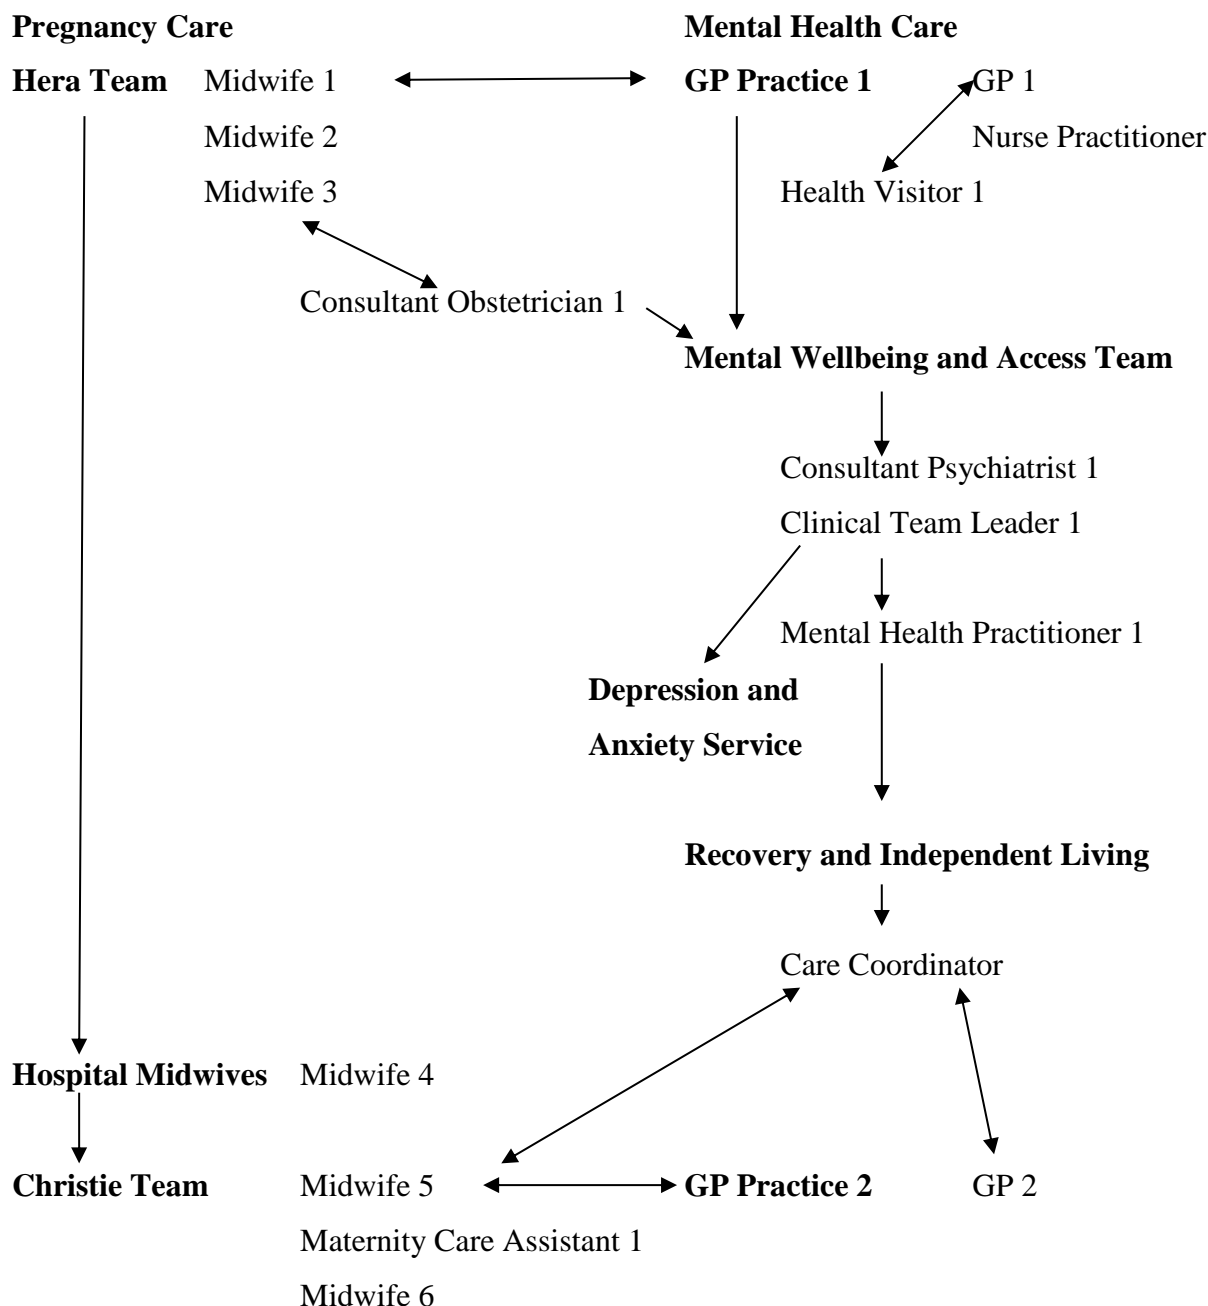 Pregnancy Care Mental Health Care
Hera Team Midwife 1 GP Practice 1 GP 1
Midwife 2 Nurse Practitioner
Midwife 3 Health Visitor 1
Consultant Obstetrician 1
Mental Wellbeing and Access Team
Consultant Psychiatrist 1
Clinical Team Leader 1
Mental Health Practitioner 1
Depression and
Anxiety Service
Recovery and Independent Living
Care Coordinator
Hospital Midwives Midwife 4
Christie Team Midwife 5 GP Practice 2 GP 2
Maternity Care Assistant 1
Midwife 6